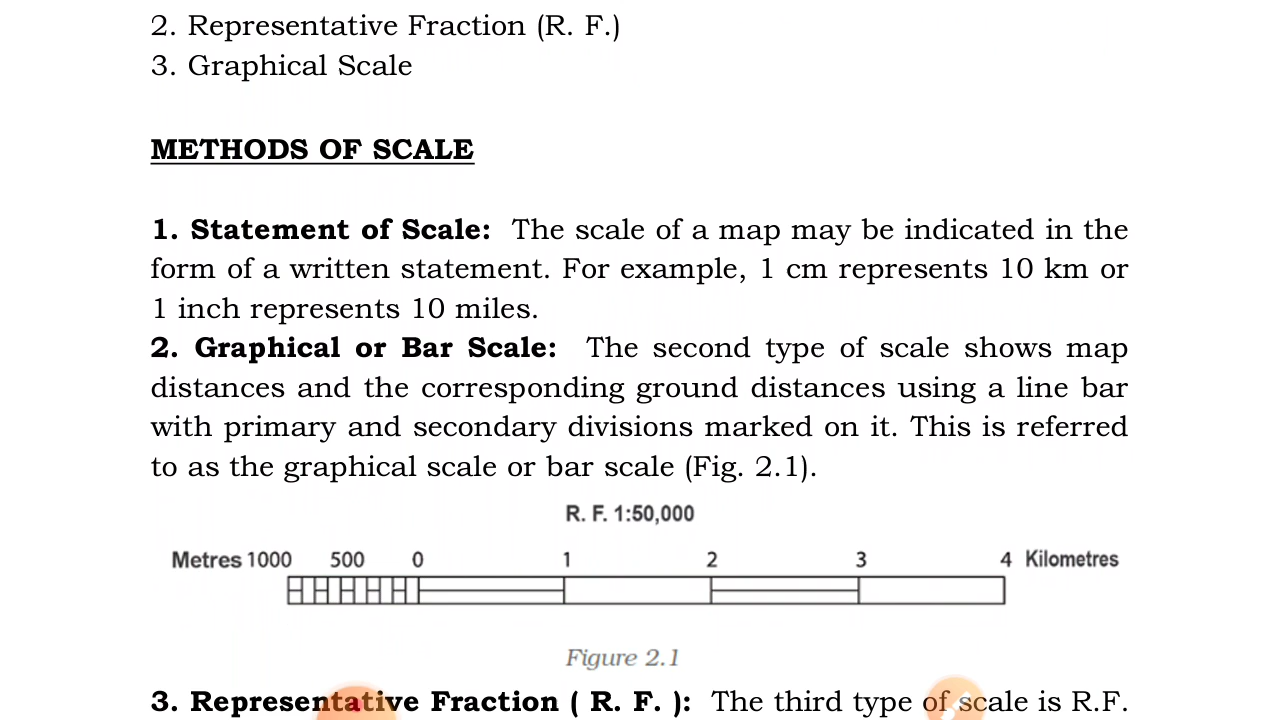 2. Representative Fraction (R. F.)
3. Graphical Scale
METHODS OF SCALE
1. Statement of Scale: The scale of a map may be indicated in the
form of a written statement. For example, 1 cm represents 10 km or
1 inch represents 10 miles.
2. Graphical or Bar Scale: The second type of scale shows map
distances and the corresponding ground distances using a line bar
with primary and secondary divisions marked on it. This is referred
to as the graphical scale or bar scale (Fig. 2.1).
R. F. 1:50,000
Metres 1000 500 0 1 2 3 4 Kilometres
Figure 2.1
3. Representative Fraction ( R. F. ): The third type of scale is R.F.